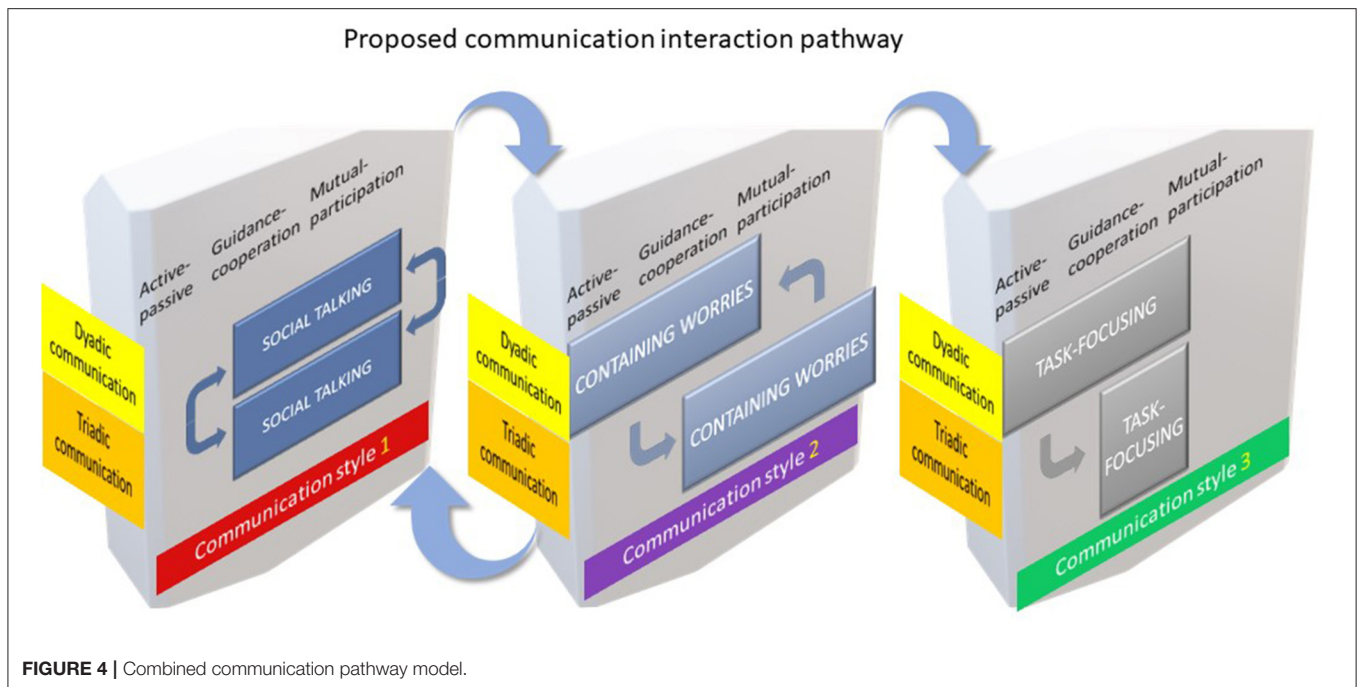 Proposed communication interaction pathway
Active-
passive
Guidance-
cooperation
Mutual-
participation
Dyadic
communication
Triadic
communication
SOCIAL TALKING
SOCIAL TALKING
Communication style 1
Active-
passive
Guidance-
cooperation
Mutual-
participation
Dyadic
communication
Triadic
communication
CONTAINING WORRIES
CONTAINING WORRIES
Communication style 2
Active-
passive
Guidance-
cooperation
Mutual-
participation
Dyadic
communication
Triadic
communication
TASK-FOCUSING
TASK-
FOCUSING
Communication style 3
FIGURE 4 | Combined communication pathway model.